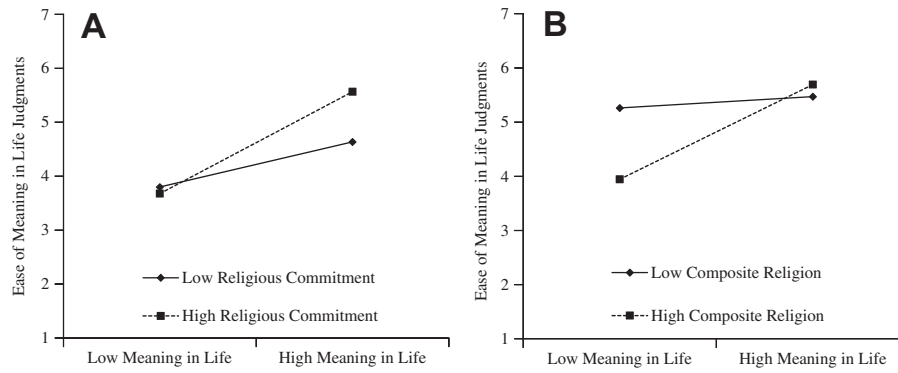 A
7
6
5
4
3
2
1
Ease of Meaning in Life Judgments
Low Religious Commitment
High Religious Commitment
Low Meaning in Life
High Meaning in Life
B
7
6
5
4
3
2
1
Ease of Meaning in Life Judgments
Low Composite Religion
High Composite Religion
Low Meaning in Life
High Meaning in Life